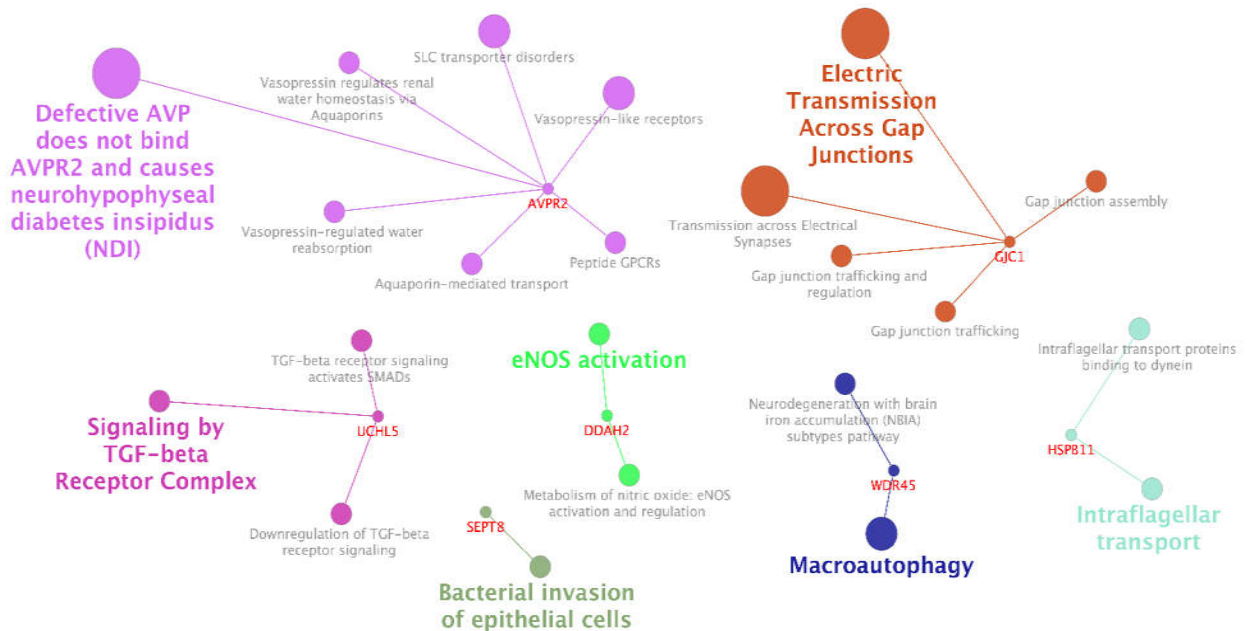 SLC transporter disorders
Vasopressin regulates renal
water homeostasis via
Aquaporins
Vasopressin-like receptors
Defective AVP
does not bind
AVPR2 and causes
neurohypophyseal
diabetes insipidus
(NDI)
AVPR2
Vasopressin-regulated water
reabsorption
Aquaporin-mediated transport
Peptide GPCRs
Electric
Transmission
Across Gap
Junctions
Gap junction assembly
Transmission across Electrical
Synapses
GJC1
Gap junction trafficking and
regulation
Gap junction trafficking
TGF-beta receptor signaling
activates SMADs
UCHL5
Signaling by
TGF-beta
Receptor Complex
Downregulation of TGF-beta
receptor signaling
eNOS activation
DDAH2
Metabolism of nitric oxide: eNOS
activation and regulation
SEPT8
Bacterial invasion
of epithelial cells
Neurodegeneration with brain
iron accumulation (NBIA)
subtypes pathway
WDR45
Macroautophagy
Intraflagellar transport proteins
binding to dynein
HSPB11
Intraflagellar
transport